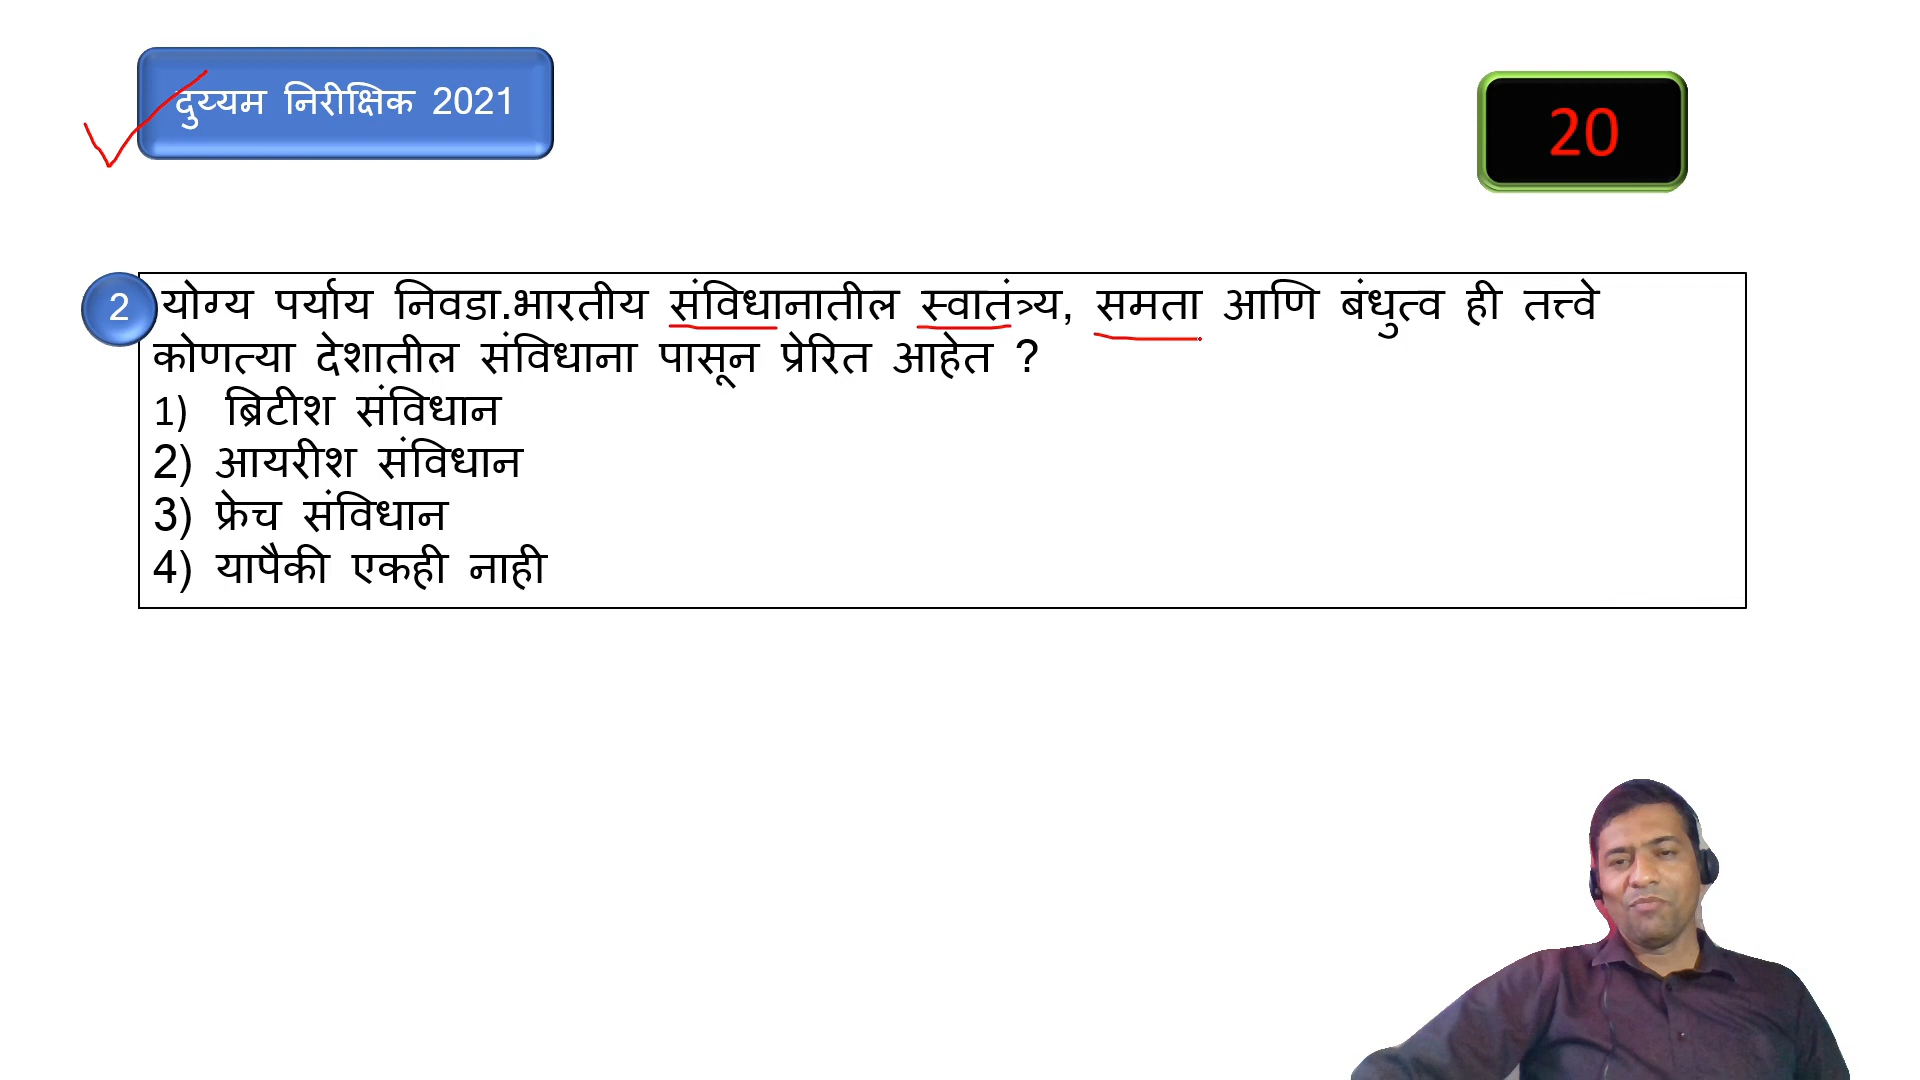 दुय्यम निरीक्षिक 2021
20
2 योग्य पर्याय निवडा.भारतीय संविधानातील स्वातंत्र्य, समता आणि बंधुत्व ही तत्त्वे
कोणत्या देशातील संविधाना पासून प्रेरित आहेत ?
1) ब्रिटीश संविधान
2) आयरीश संविधान
3) फ्रेच संविधान
4) यापैकी एकही नाही